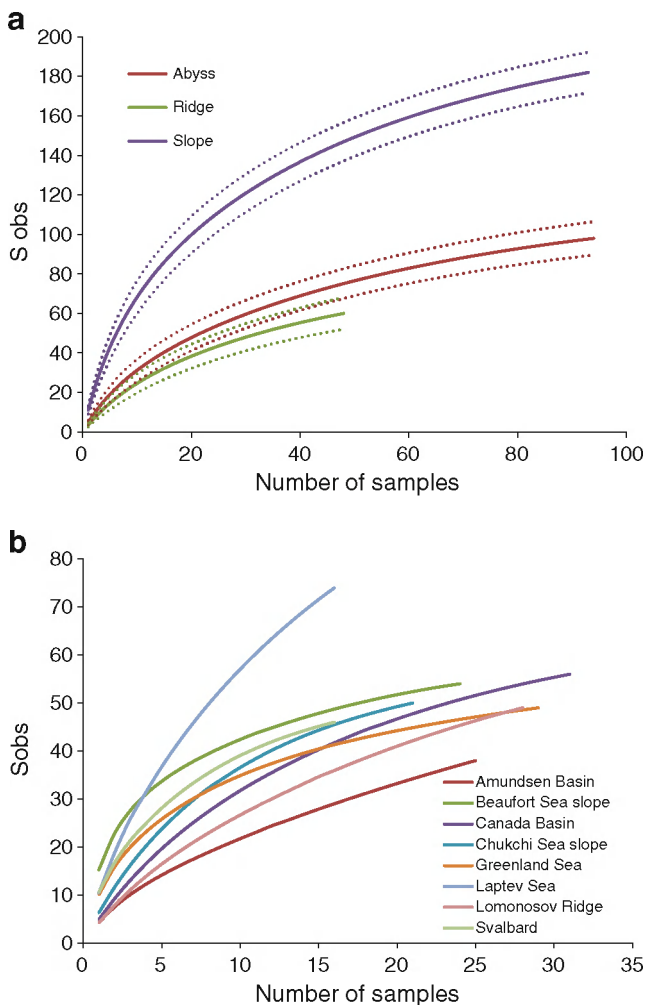 a
200
180
160
140
120
100
80
60
40
20
0
S obs
Abyss
Ridge
Slope
0 20 40 60 80 100
Number of samples
b
80
70
60
50
40
30
20
10
0
Sobs
Amundsen Basin
Beaufort Sea slope
Canada Basin
Chukchi Sea slope
Greenland Sea
Laptev Sea
Lomonosov Ridge
Svalbard
0 5 10 15 20 25 30 35
Number of samples